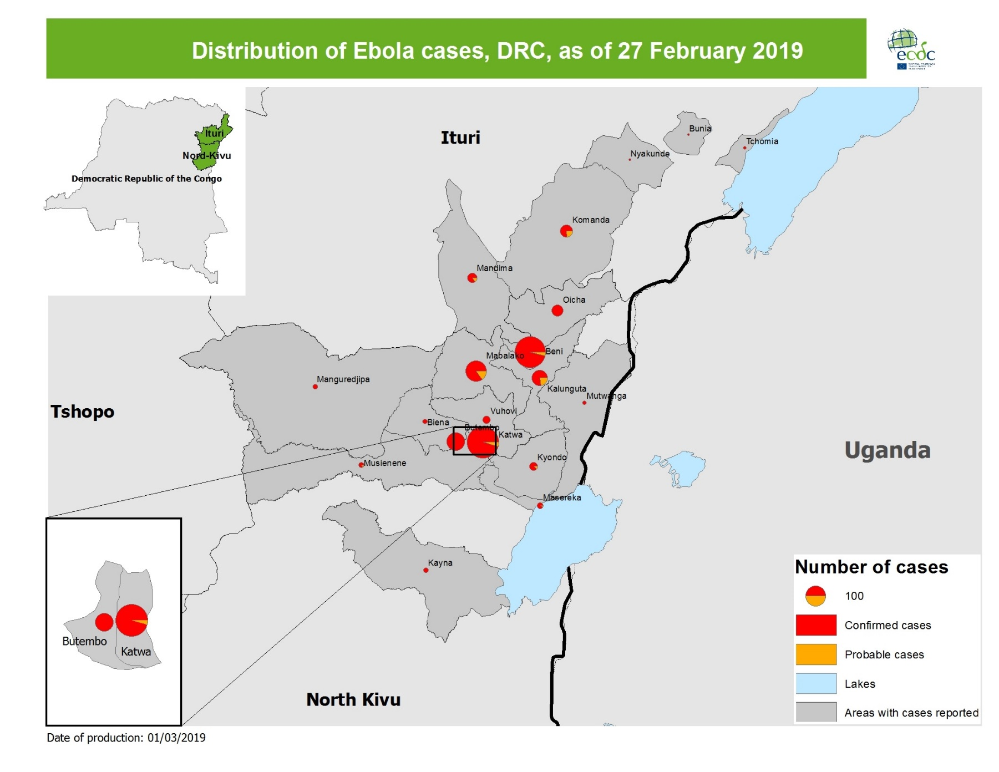 Distribution of Ebola cases, DRC, as of 27 February 2019
ecdc
Ituri
Nord-Kivu
Democratic Republic of the Congo
Ituri
Bunia
Tchomia
Nyakunde
Komanda
Mandima
Oicha
Beni
Mabalako
Manguredjipa
Kalunguta
Mutwanga
Tshopo
Vuhovi
Biena
Butembo
Katwa
Uganda
Kyondo
Musienene
Masereka
Kayna
Butembo
Katwa
North Kivu
Number of cases
100
Confirmed cases
Probable cases
Lakes
Areas with cases reported
Date of production: 01/03/2019